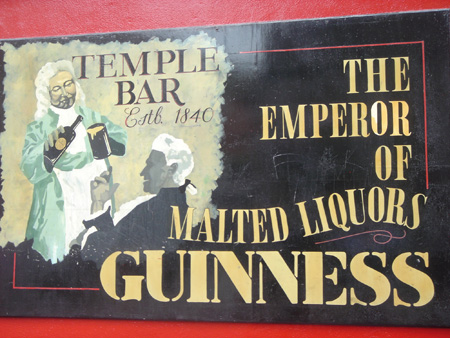 TEMPLE
BAR
Estb. 1840
THE
EMPEROR
OF
MALTED LIQUORS
GUINNESS